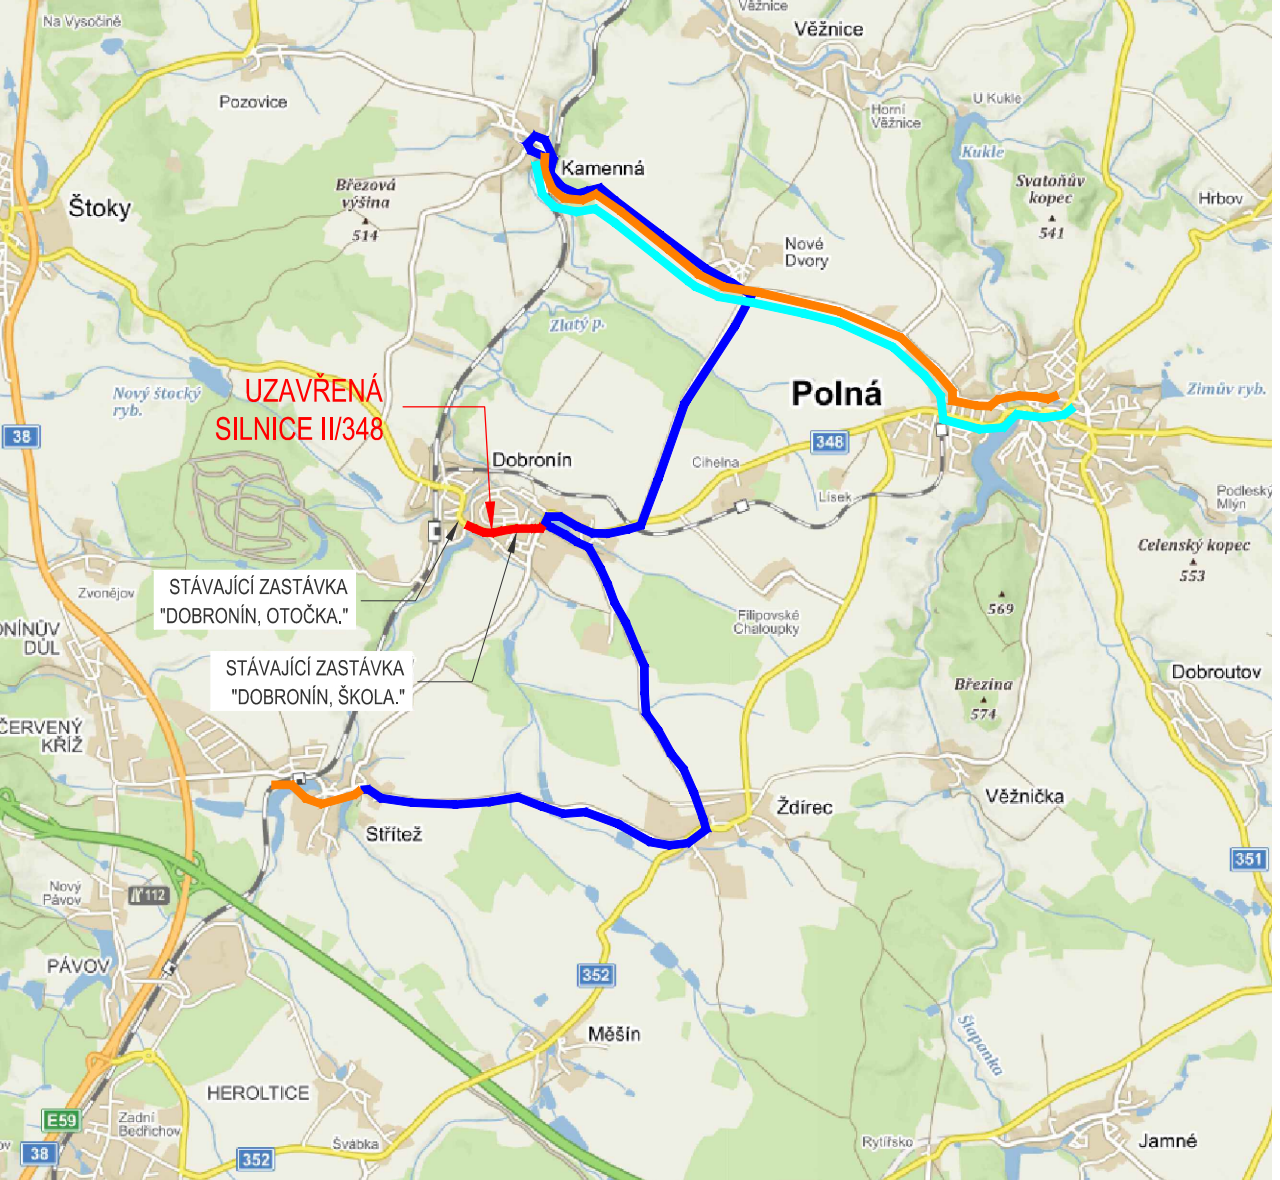 Na Vysočině
Věžnice
Věžnice
Pozovice
Horní
Věžnice
U Kukle
Kukle
Kamenná
Březová
výšina
514
Štoky
Svatoňův
kopec
541
Hrbov
Nové
Dvory
Zlatý p.
Nový štocký
ryb.
UZAVŘENÁ
SILNICE II/348
Polná
Zimův ryb.
38
348
Dobronín
Cihelna
Lísek
Podleský
Mlýn
Celenský kopec
553
STÁVAJÍCÍ ZASTÁVKA
"DOBRONÍN, OTOČKA."
Zvonějov
ONÍNŮV
DŮL
569
Filipovské
Chaloupky
STÁVAJÍCÍ ZASTÁVKA
"DOBRONÍN, ŠKOLA."
Dobroutov
Březina
574
ČERVENÝ
KŘÍŽ
Věžnička
Ždírec
Střítež
351
Nový
Pávov
112
PÁVOV
352
Měšín
Šlapanka
HEROLTICE
E59
Zadní
Bedřichov
38
Švábka
352
Rytířsko
Jamné